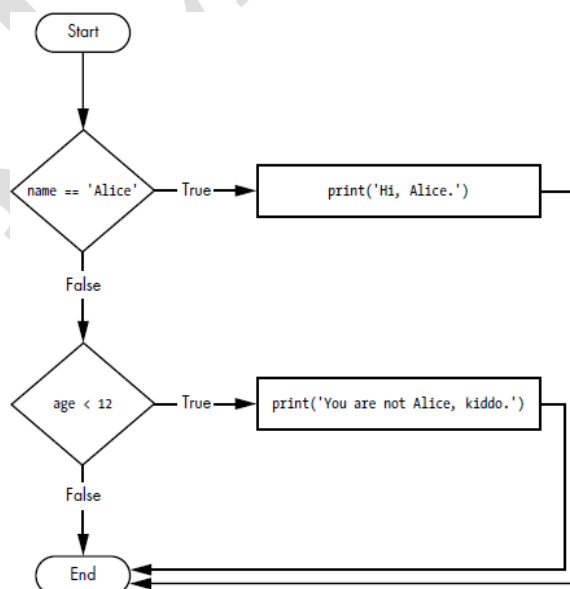 Start
name == 'Alice'
True
print('Hi, Alice.')
False
age < 12
True
print('You are not Alice, kiddo.')
False
End